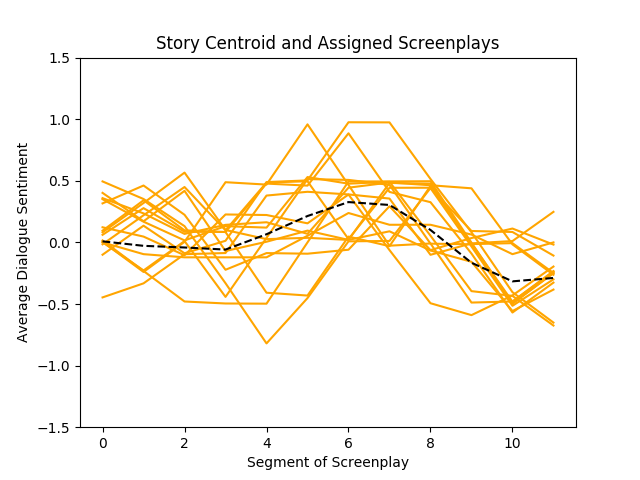 Story Centroid and Assigned Screenplays
Average Dialogue Sentiment
1.5
1.0
0.5
0.0
−0.5
−1.0
−1.5
0 2 4 6 8 10
Segment of Screenplay